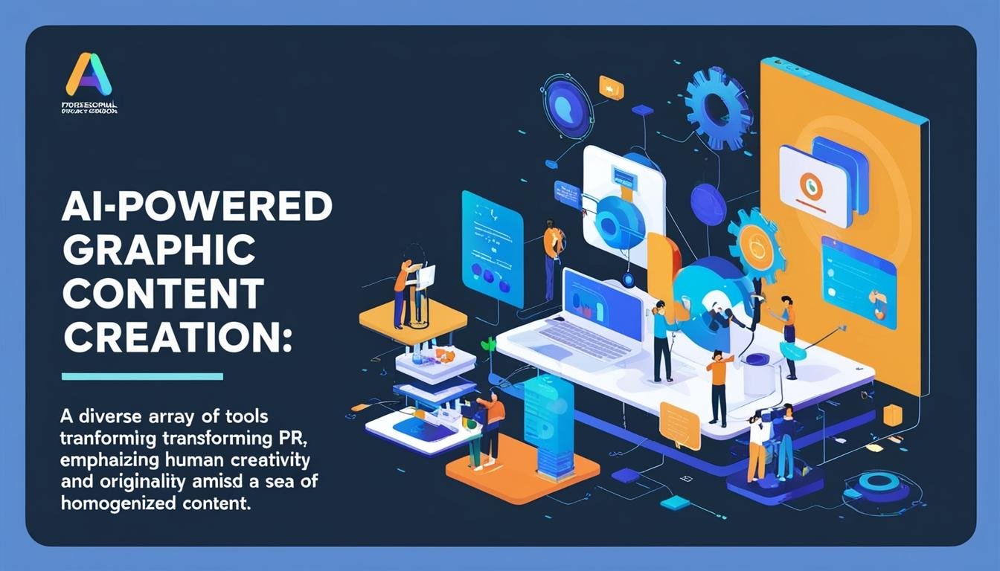 AI-POWERED
GRAPHIC
CONTENT
CREATION:
A diverse array of tools
tranformirg transforming PR,
emphaizing human creativity
and originality amisd a sea of
homogenized content.